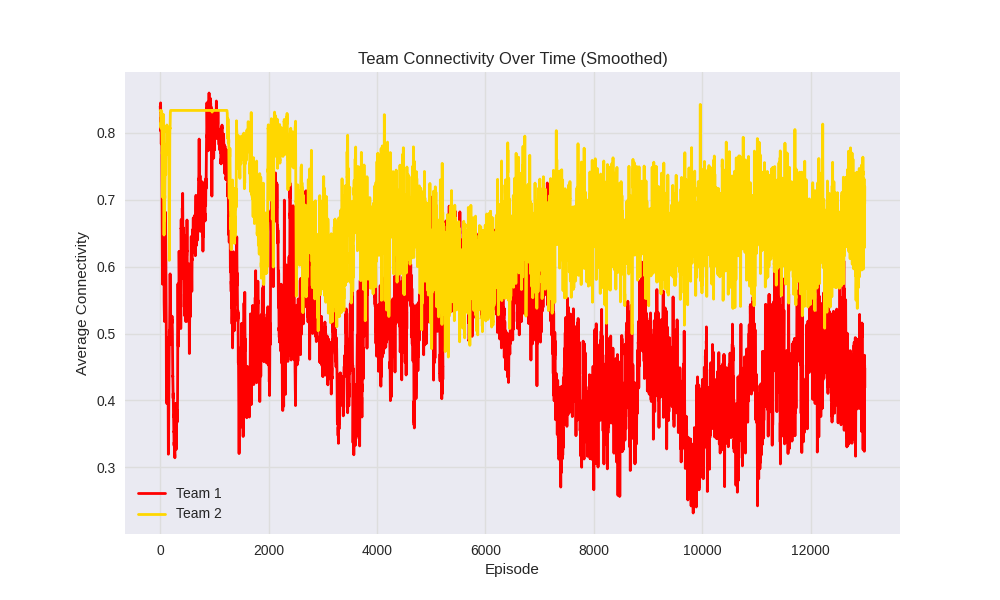 Team Connectivity Over Time (Smoothed)
Average Connectivity
0.8
0.7
0.6
0.5
0.4
0.3
Team 1
Team 2
0 2000 4000 6000 8000 10000 12000
Episode